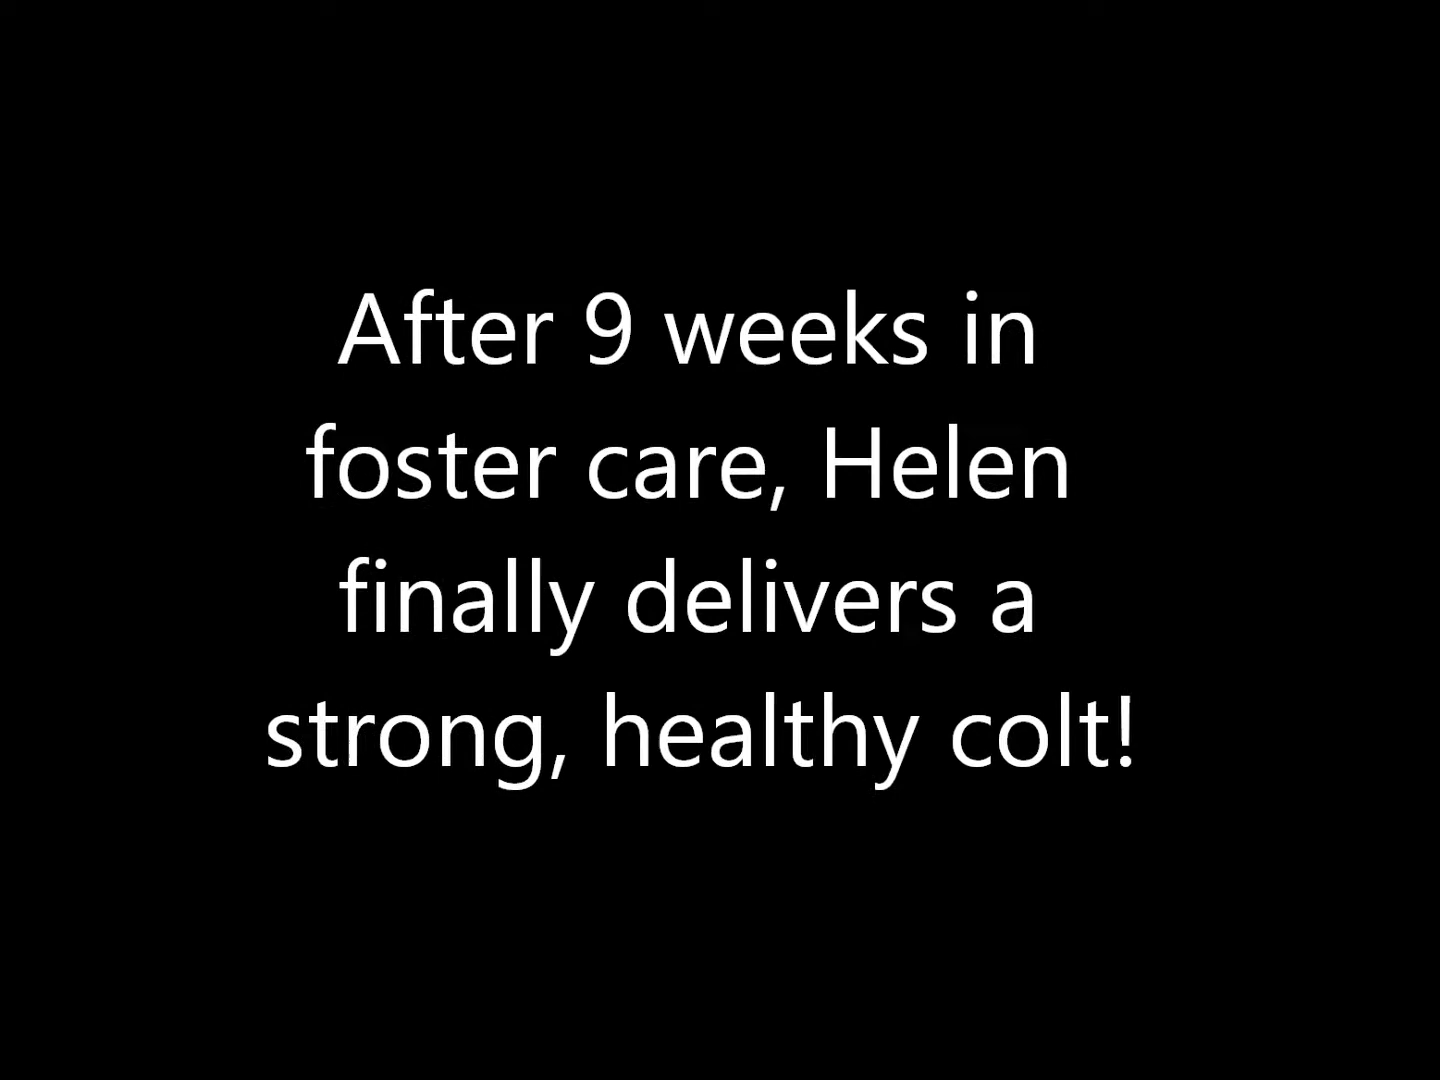 After 9 weeks in
foster care, Helen
finally delivers a
strong, healthy colt!